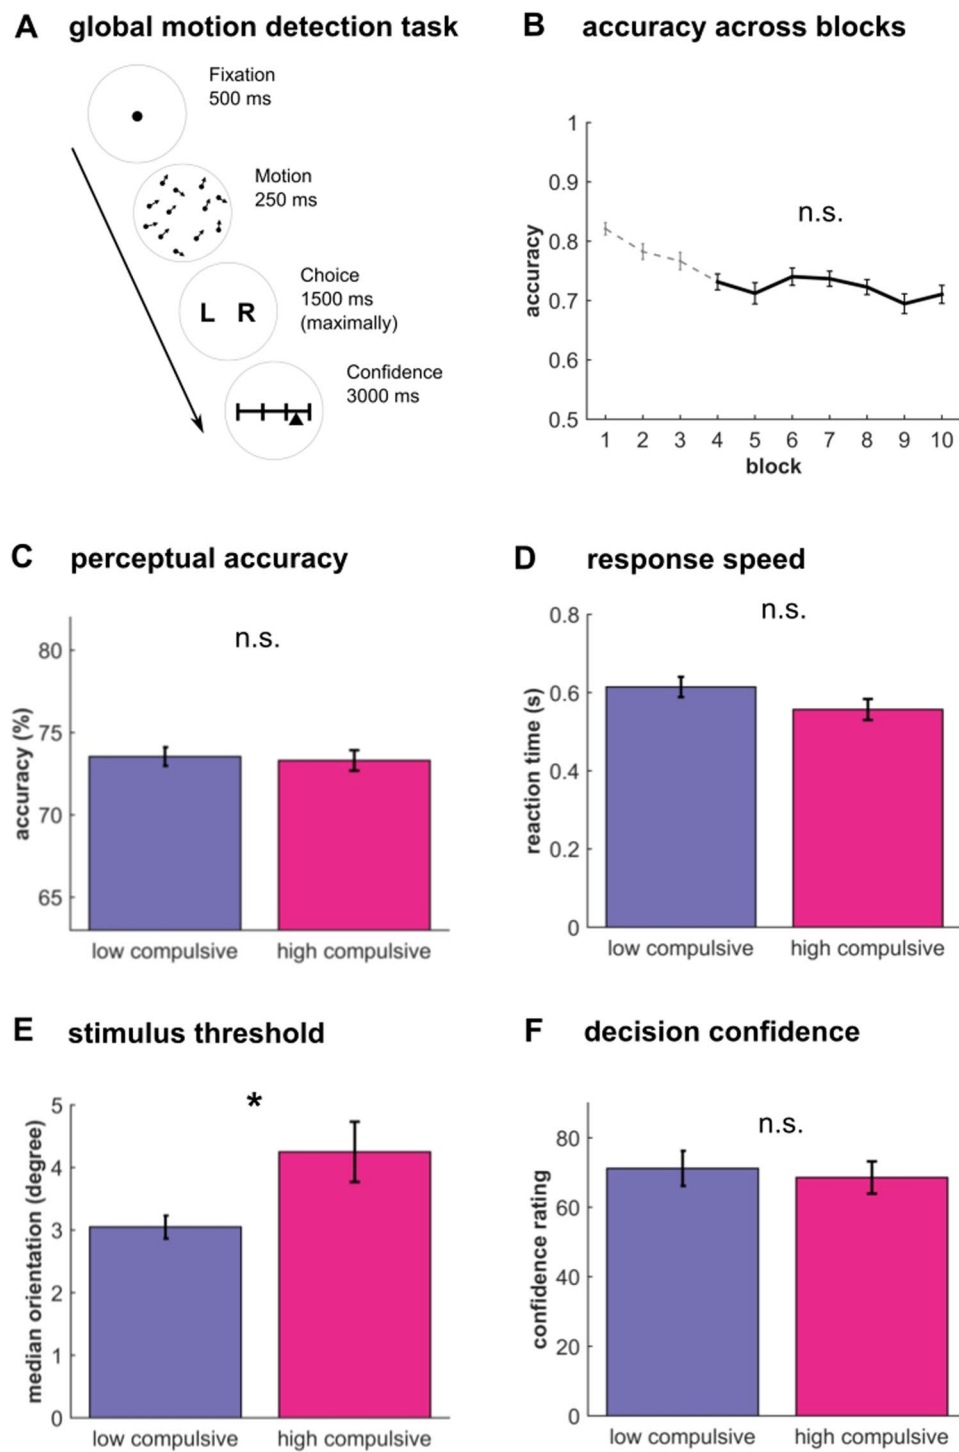 A global motion detection task
Fixation
500 ms
Motion
250 ms
L R
Choice
1500 ms
(maximally)
Confidence
3000 ms
B accuracy across blocks
n.s.
accuracy
1
0.9
0.8
0.7
0.6
0.5
1 2 3 4 5 6 7 8 9 10
block
C perceptual accuracy
n.s.
accuracy (%)
80
75
70
65
low compulsive high compulsive
D response speed
n.s.
reaction time (s)
0.8
0.6
0.4
0.2
0
low compulsive high compulsive
E stimulus threshold
*
median orientation (degree)
5
4
3
2
1
0
low compulsive high compulsive
F decision confidence
n.s.
confidence rating
80
60
40
20
0
low compulsive high compulsive